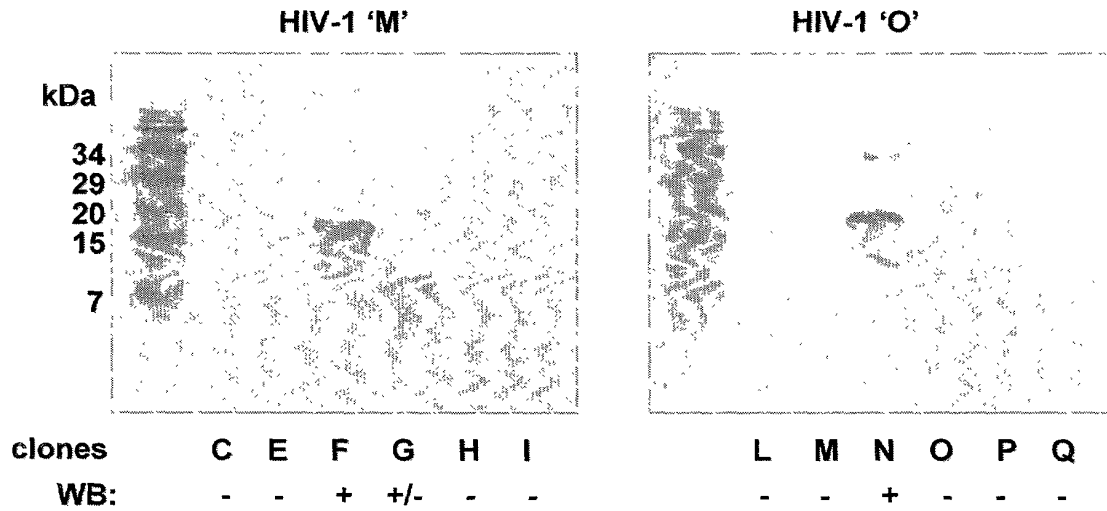 HIV-1 ‘M’ HIV-1 ‘O’
kDa
34
29
20
15
7
clones C E F G H I L M N O P Q
WB: - - + +/- - - - - + - - -